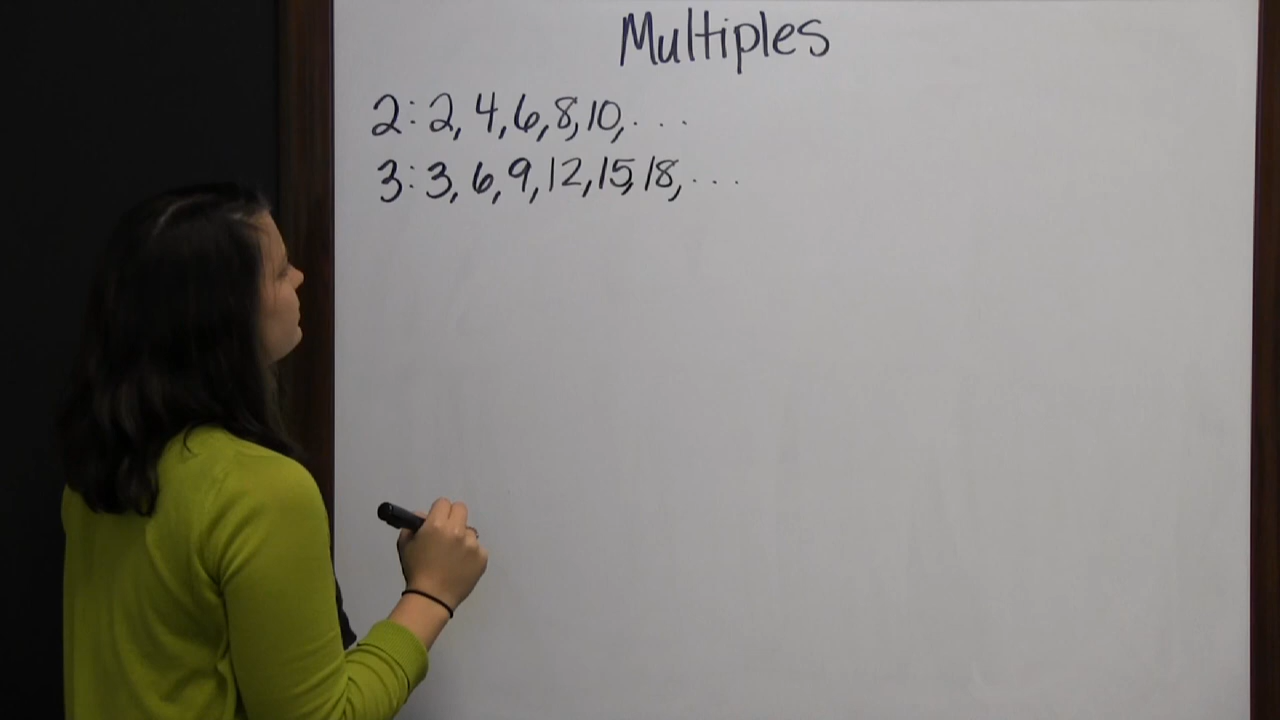 Multiples
2: 2, 4, 6, 8, 10, . . .
3: 3, 6, 9, 12, 15, 18, . . .